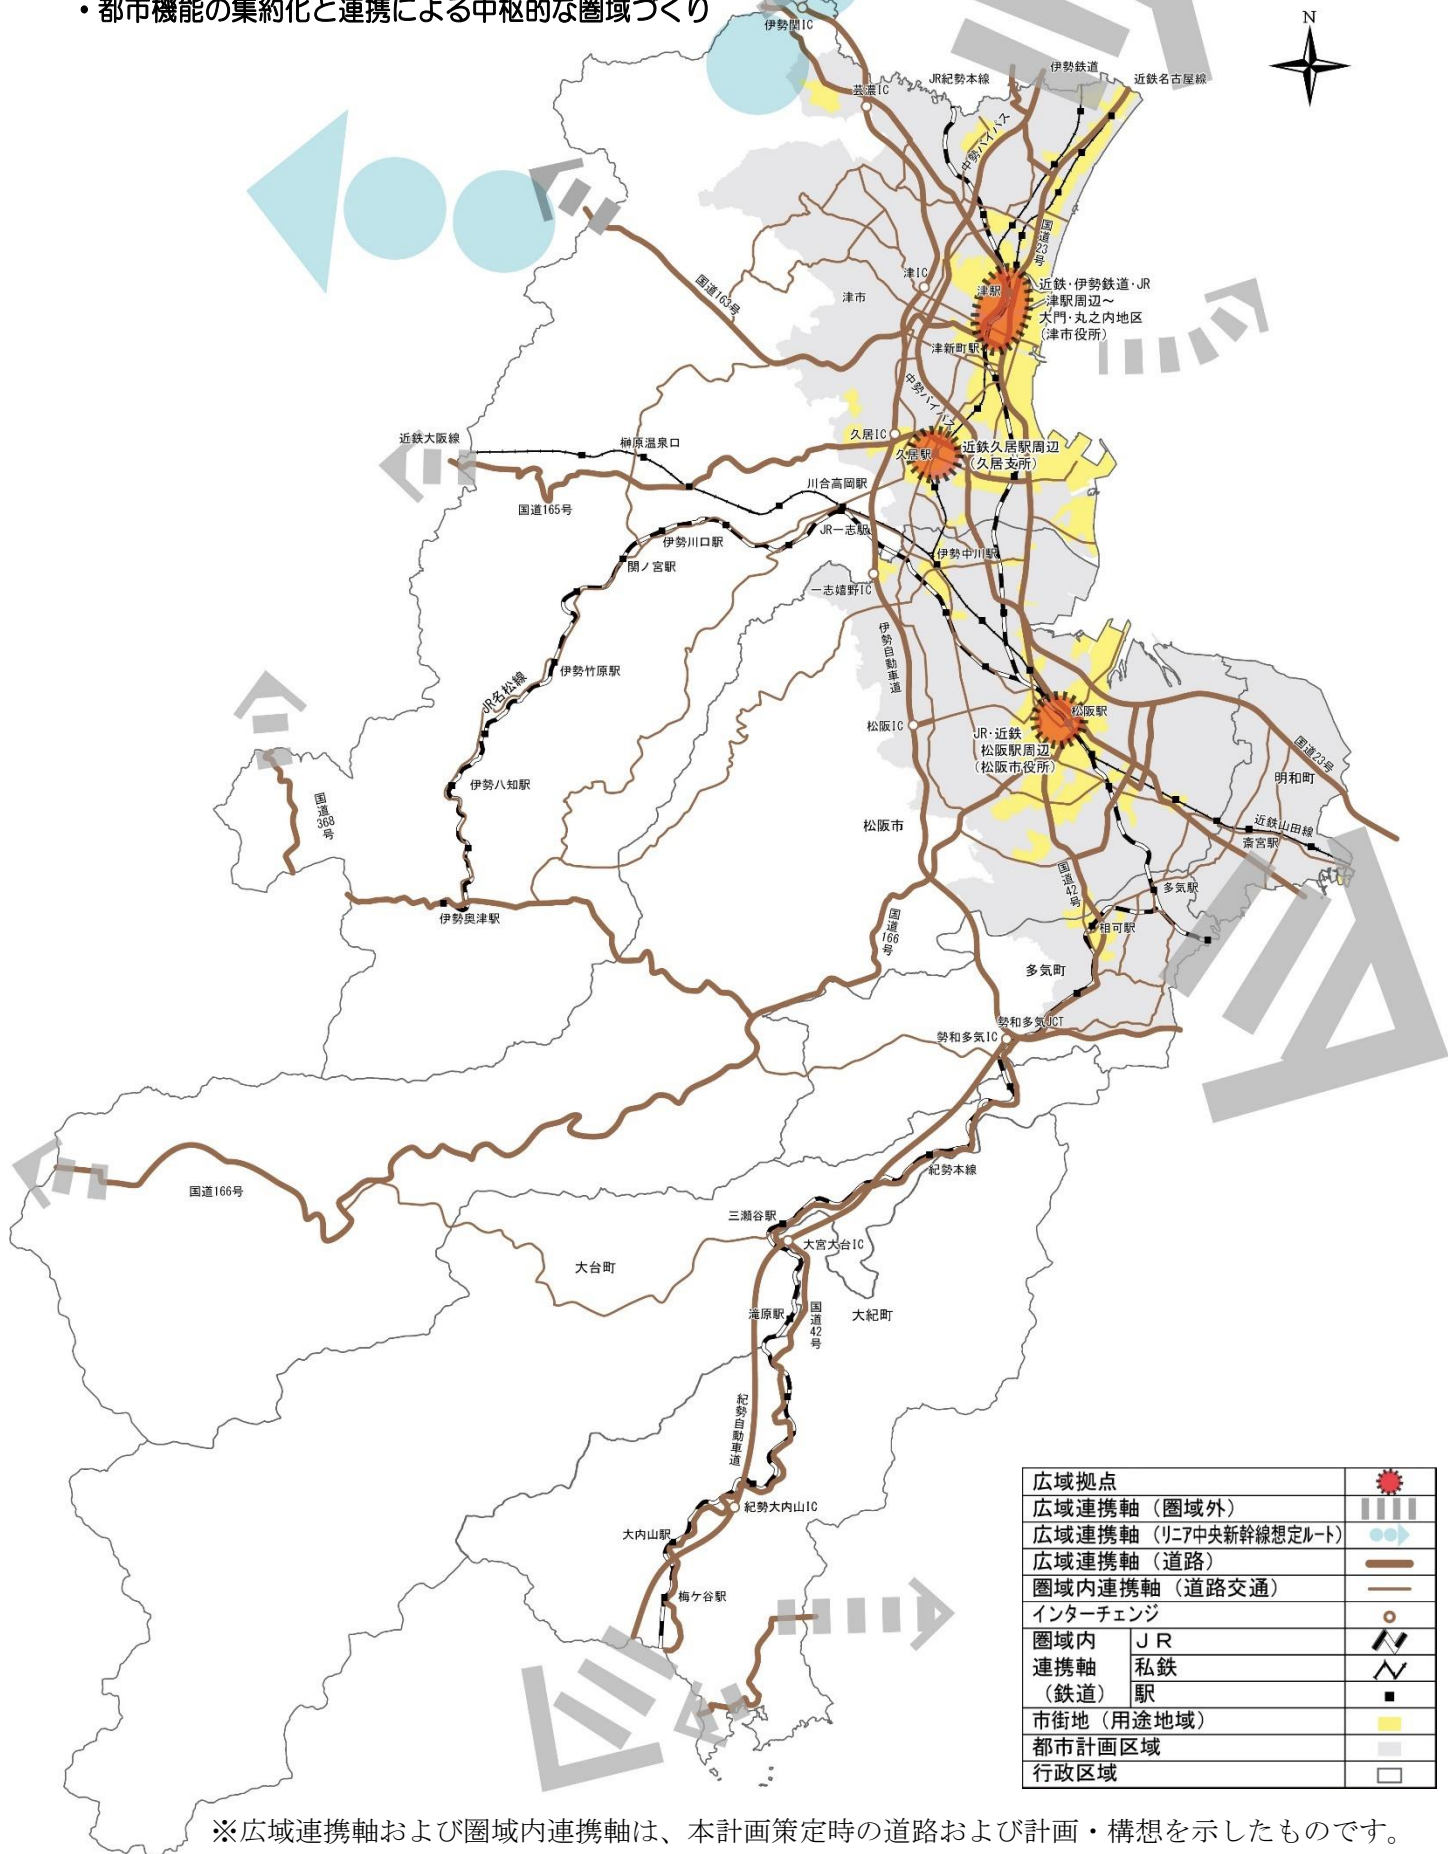 ・都市機能の集約化と連携による中枢的な圏域づくり
N
伊勢関IC
芸濃IC
JR紀勢本線
伊勢鉄道
近鉄名古屋線
中勢バイパス
国道23号
国道163号
津IC
津市
津駅
近鉄・伊勢鉄道・JR
津駅周辺～
大門・丸之内地区
(津市役所)
津新町駅
中勢バイパス
久居IC
久居駅
近鉄久居駅周辺
(久居支所)
近鉄大阪線
榊原温泉口
国道165号
川合高岡駅
JR一志駅
伊勢川口駅
関ノ宮駅
伊勢中川駅
一志嬉野IC
伊勢自動車道
伊勢竹原駅
JR名松線
松阪IC
松阪駅
JR・近鉄
松阪駅周辺
(松阪市役所)
国道23号
明和町
伊勢八知駅
国道368号
松阪市
近鉄山田線
斎宮駅
国道42号
多気駅
伊勢奥津駅
国道166号
相可駅
多気町
勢和多気JCT
勢和多気IC
紀勢本線
国道166号
三瀬谷駅
大宮大台IC
大台町
滝原駅
国道42号
大紀町
紀勢自動車道
紀勢大内山IC
大内山駅
梅ケ谷駅
広域拠点
広域連携軸（圏域外）
広域連携軸（リニア中央新幹線想定ルート）
広域連携軸（道路）
圏域内連携軸（道路交通）
インターチェンジ
圏域内 ＪＲ
連携軸 私鉄
（鉄道） 駅
市街地（用途地域）
都市計画区域
行政区域
※広域連携軸および圏域内連携軸は、本計画策定時の道路および計画・構想を示したものです。